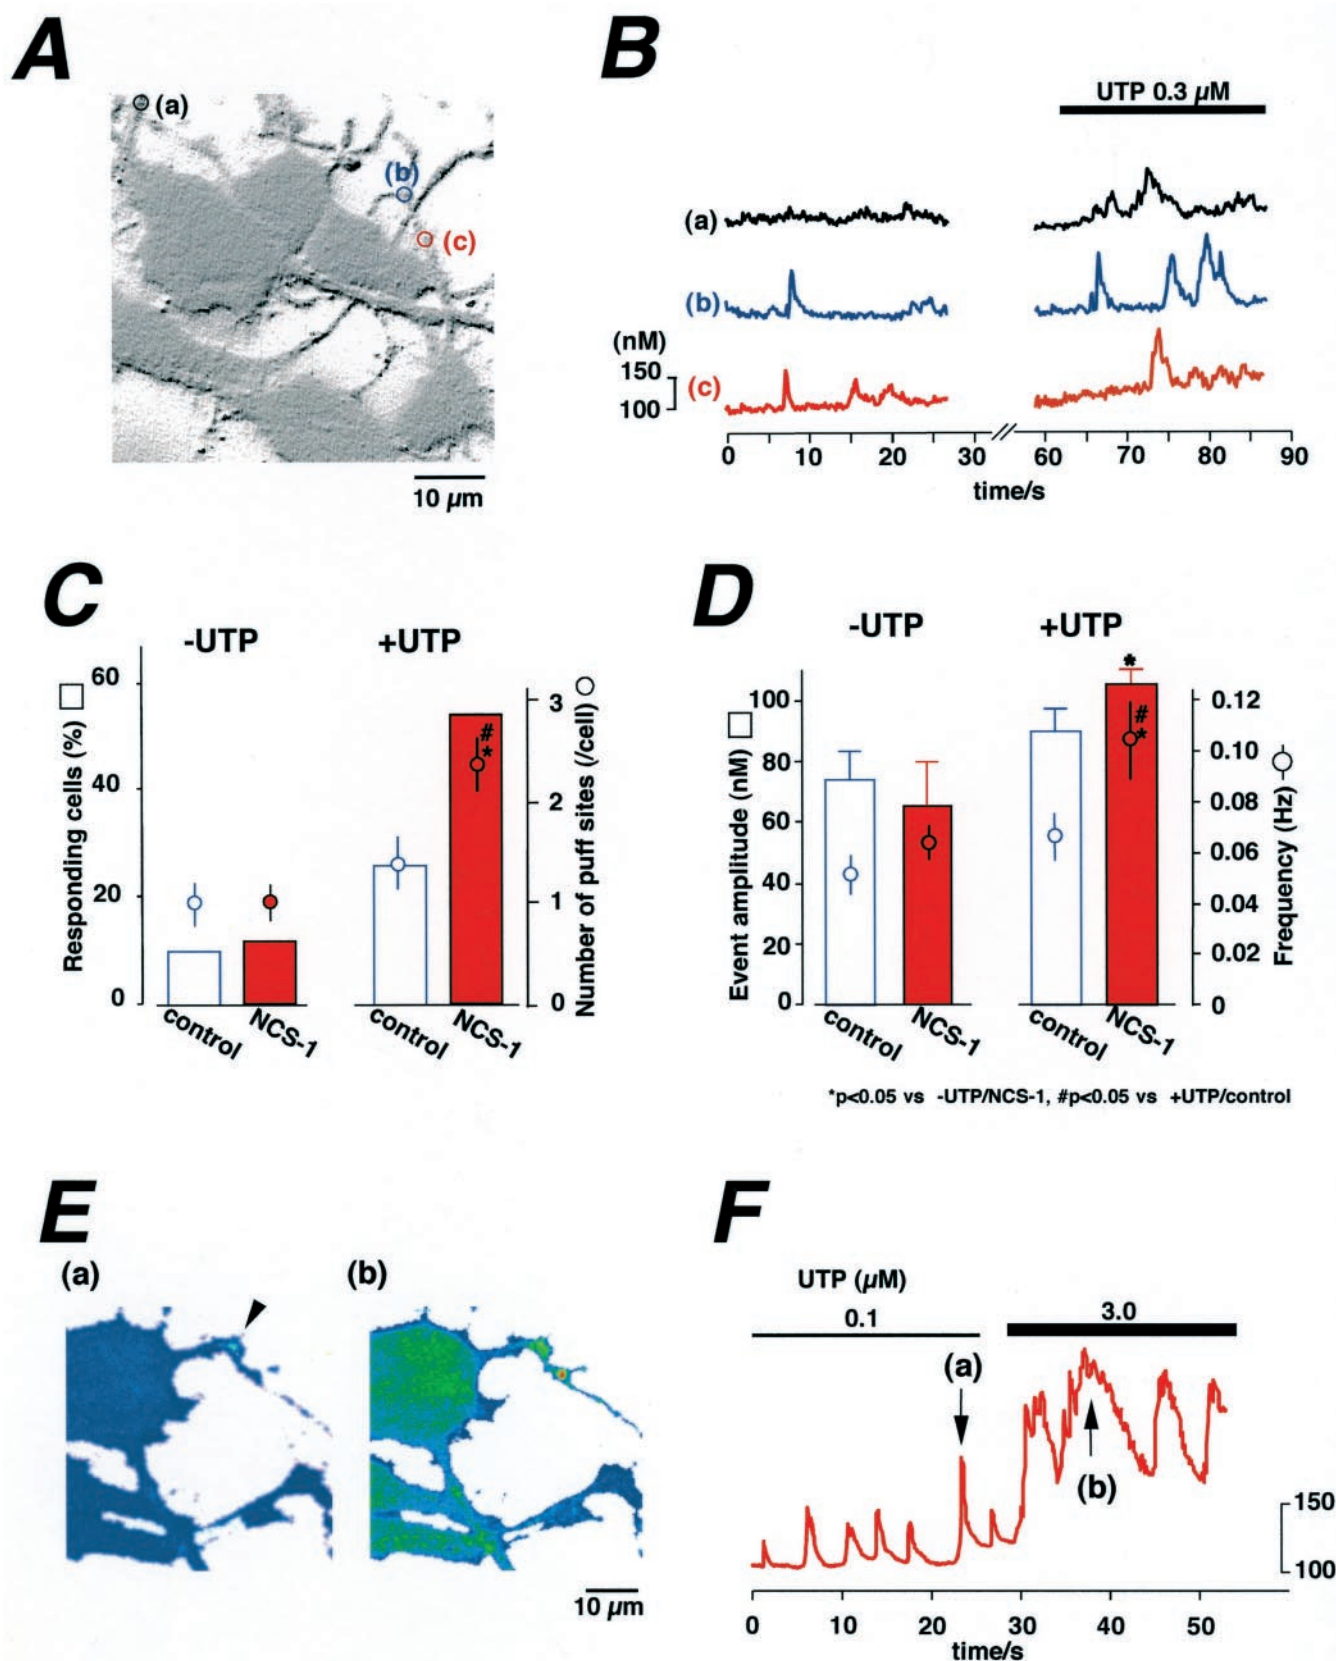 A
(a)
(b)
(c)
10 µm
B
UTP 0.3 µM
(a)
(b)
(nM)
150
100
(c)
0 10 20 30 60 70 80 90
time/s
C
-UTP +UTP
Responding cells (%)
60
40
20
0
#
*
3
2
1
0
Number of puff sites (/cell)
control NCS-1 control NCS-1
D
-UTP +UTP
Event amplitude (nM)
100
80
60
40
20
0
*
#
*
0.12
0.10
0.08
0.06
0.04
0.02
0
Frequency (Hz)
control NCS-1 control NCS-1
*p<0.05 vs -UTP/NCS-1, #p<0.05 vs +UTP/control
E
(a) (b)
10 µm
F
UTP (µM)
0.1 3.0
(a)
(b)
150
100
0 10 20 30 40 50
time/s